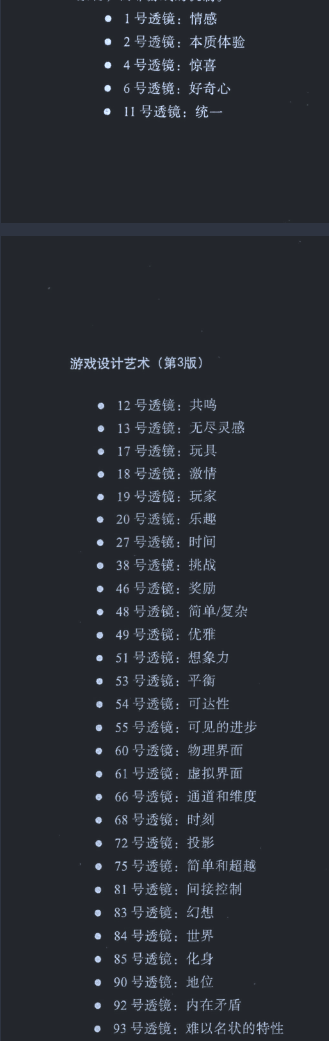 ● 1 号透镜：情感
● 2 号透镜：本质体验
● 4 号透镜：惊喜
● 6 号透镜：好奇心
● 11 号透镜：统一
游戏设计艺术（第3版）
● 12 号透镜：共鸣
● 13 号透镜：无尽灵感
● 17 号透镜：玩具
● 18 号透镜：激情
● 19 号透镜：玩家
● 20 号透镜：乐趣
● 27 号透镜：时间
● 38 号透镜：挑战
● 46 号透镜：奖励
● 48 号透镜：简单/复杂
● 49 号透镜：优雅
● 51 号透镜：想象力
● 53 号透镜：平衡
● 54 号透镜：可达性
● 55 号透镜：可见的进步
● 60 号透镜：物理界面
● 61 号透镜：虚拟界面
● 66 号透镜：通道和维度
● 68 号透镜：时刻
● 72 号透镜：投影
● 75 号透镜：简单和超越
● 81 号透镜：间接控制
● 83 号透镜：幻想
● 84 号透镜：世界
● 85 号透镜：化身
● 90 号透镜：地位
● 92 号透镜：内在矛盾
● 93 号透镜：难以名状的特性